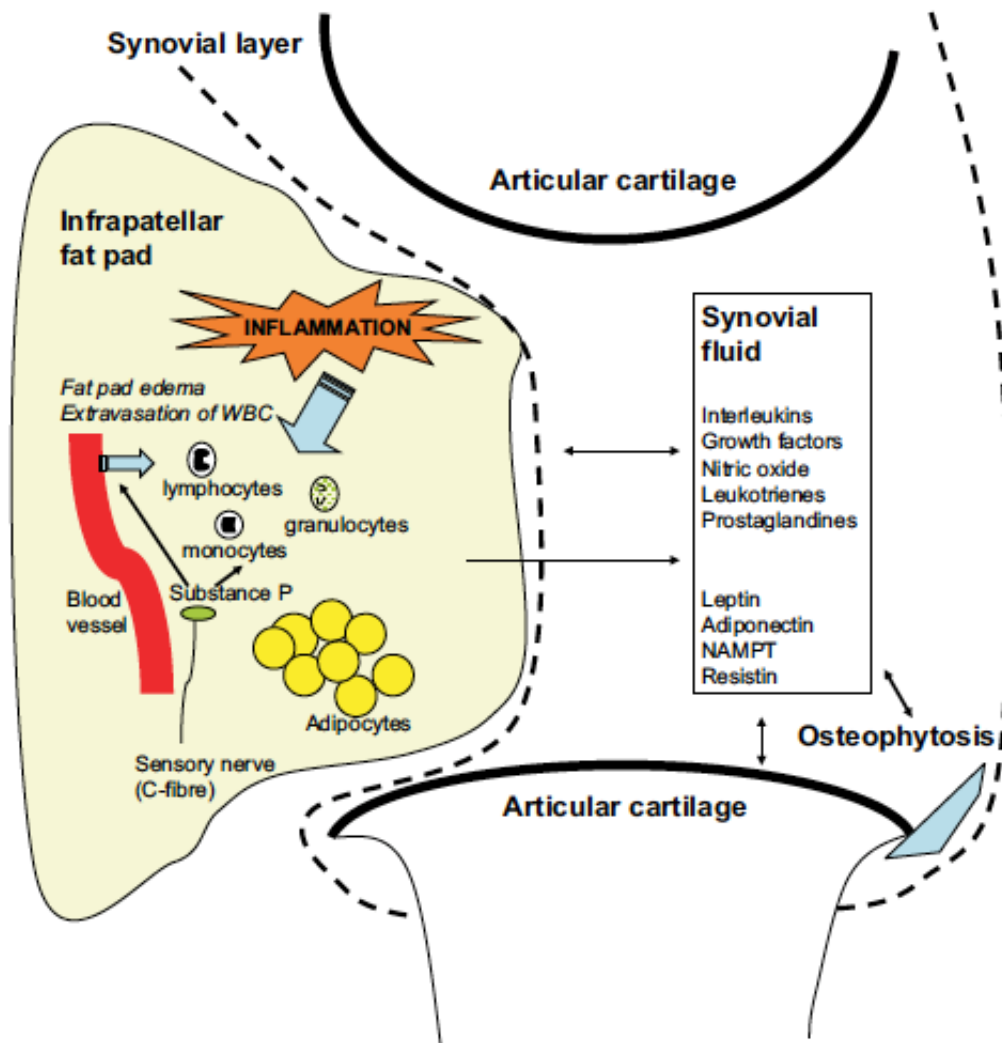 Synovial layer
Articular cartilage
Infrapatellar
fat pad
INFLAMMATION
Fat pad edema
Extravasation of WBC
lymphocytes
granulocytes
monocytes
Substance P
Blood
vessel
Adipocytes
Sensory nerve
(C-fibre)
Synovial
fluid
Interleukins
Growth factors
Nitric oxide
Leukotrienes
Prostaglandines
Leptin
Adiponectin
NAMPT
Resistin
Osteophytosis
Articular cartilage